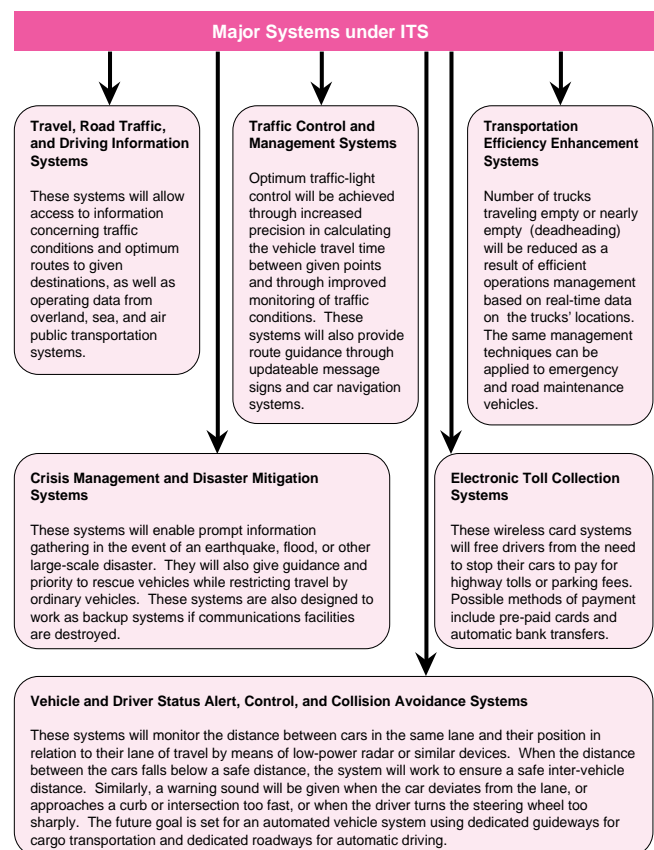 Major Systems under ITS
Travel, Road Traffic,
and Driving Information
Systems
These systems will allow
access to information
concerning traffic
conditions and optimum
routes to given
destinations, as well as
operating data from
overland, sea, and air
public transportation
systems.
Traffic Control and
Management Systems
Optimum traffic-light
control will be achieved
through increased
precision in calculating
the vehicle travel time
between given points
and through improved
monitoring of traffic
conditions. These
systems will also provide
route guidance through
updateable message
signs and car navigation
systems.
Transportation
Efficiency Enhancement
Systems
Number of trucks
traveling empty or nearly
empty (deadheading)
will be reduced as a
result of efficient
operations management
based on real-time data
on the trucks' locations.
The same management
techniques can be
applied to emergency
and road maintenance
vehicles.
Crisis Management and Disaster Mitigation
Systems
These systems will enable prompt information
gathering in the event of an earthquake, flood, or other
large-scale disaster. They will also give guidance and
priority to rescue vehicles while restricting travel by
ordinary vehicles. These systems are also designed to
work as backup systems if communications facilities
are destroyed.
Electronic Toll Collection
Systems
These wireless card systems
will free drivers from the need
to stop their cars to pay for
highway tolls or parking fees.
Possible methods of payment
include pre-paid cards and
automatic bank transfers.
Vehicle and Driver Status Alert, Control, and Collision Avoidance Systems
These systems will monitor the distance between cars in the same lane and their position in
relation to their lane of travel by means of low-power radar or similar devices. When the distance
between the cars falls below a safe distance, the system will work to ensure a safe inter-vehicle
distance. Similarly, a warning sound will be given when the car deviates from the lane, or
approaches a curb or intersection too fast, or when the driver turns the steering wheel too
sharply. The future goal is set for an automated vehicle system using dedicated guideways for
cargo transportation and dedicated roadways for automatic driving.